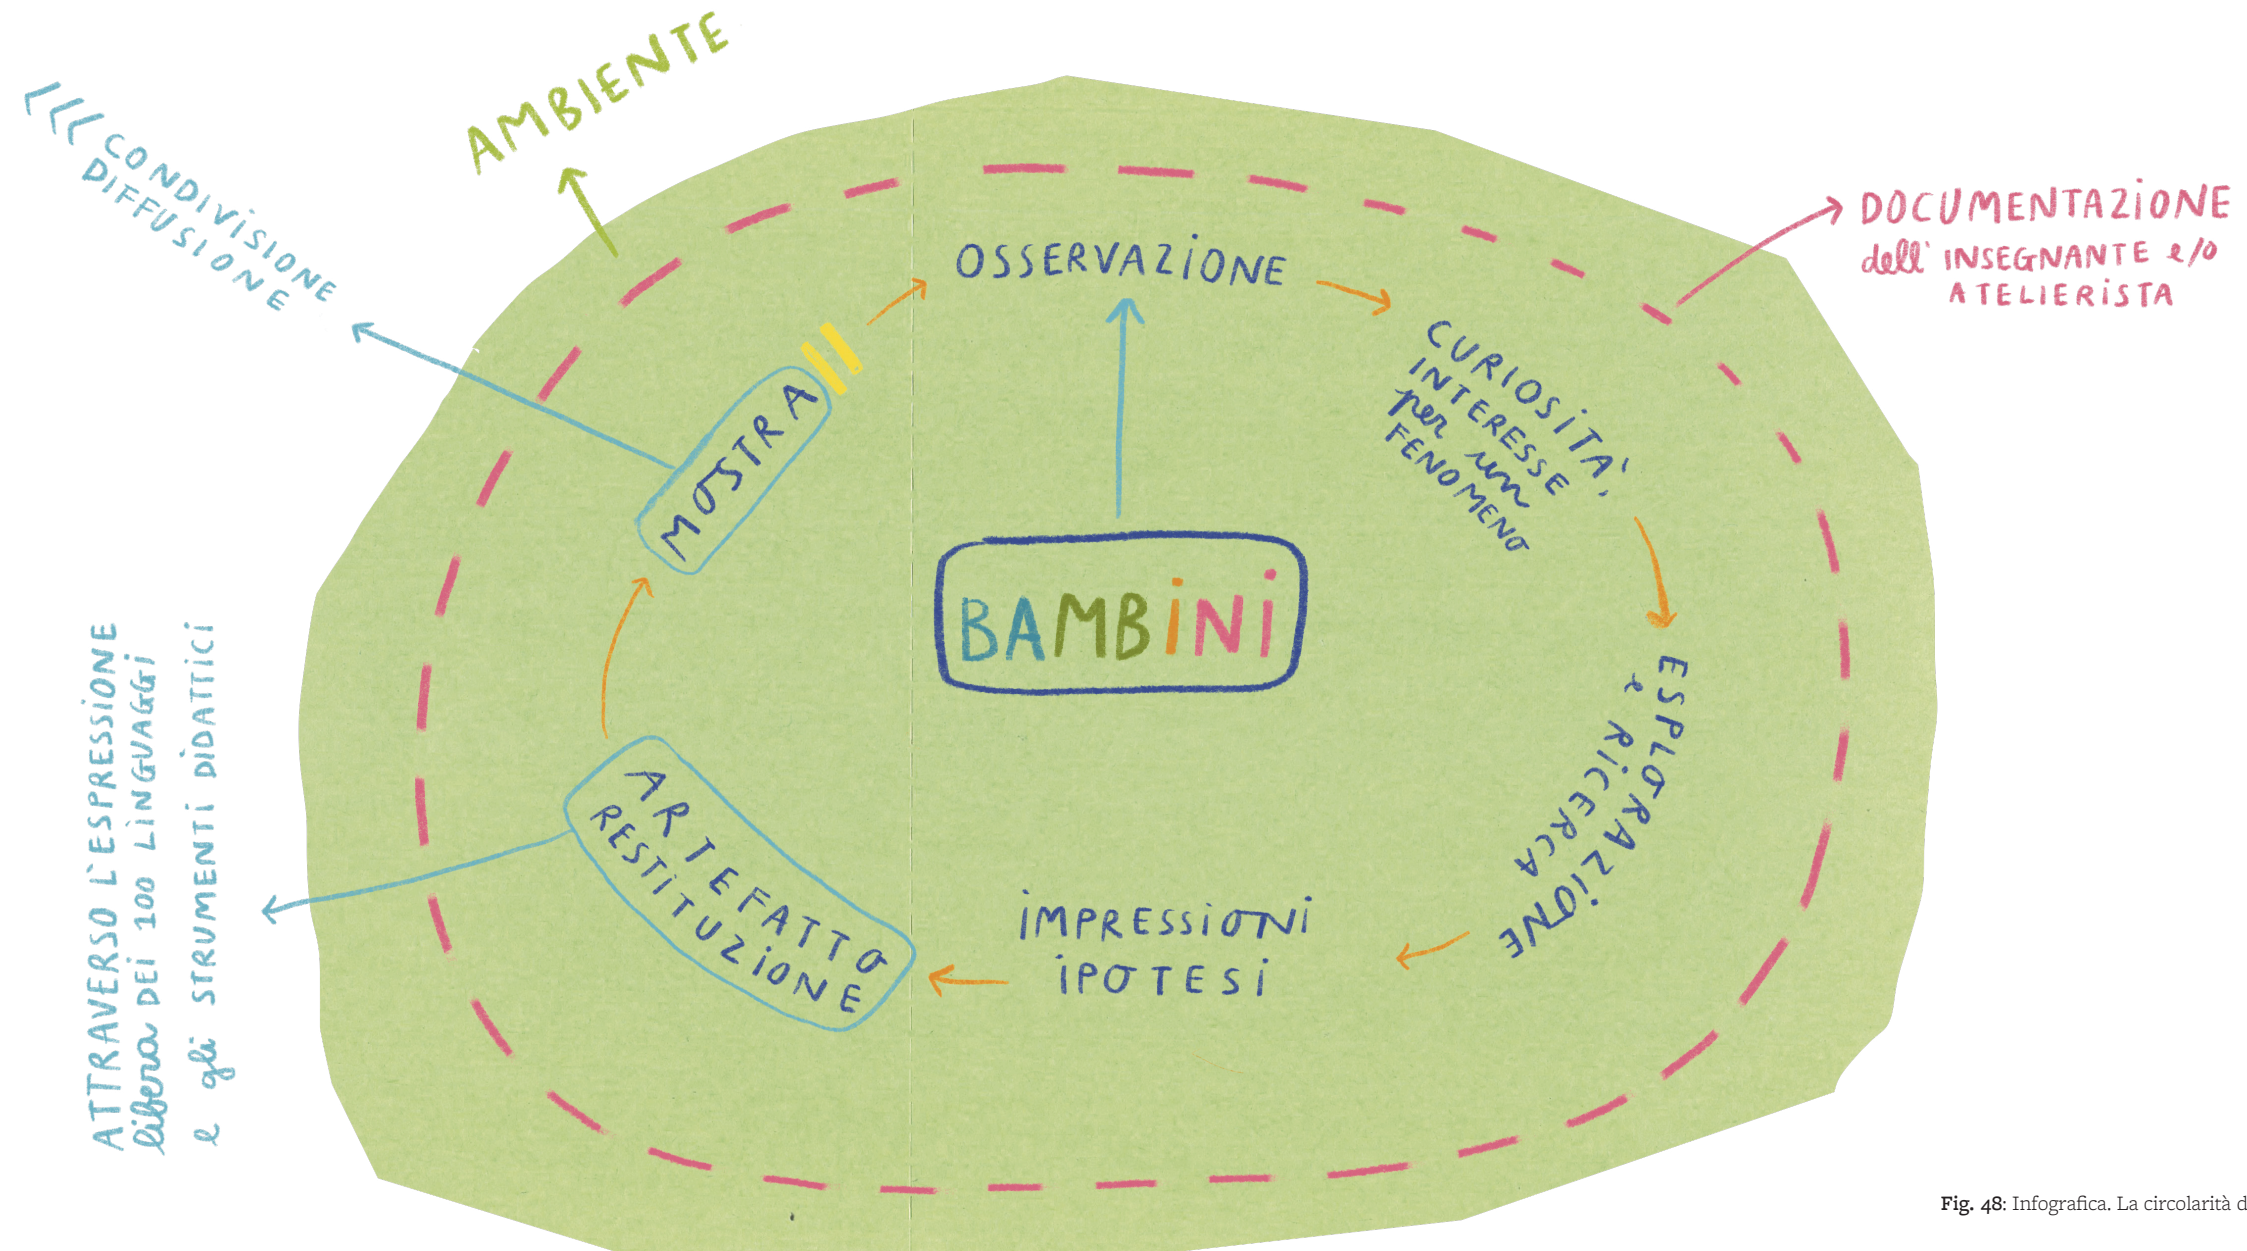 AMBIENTE
CONDIVISIONE
DIFFUSIONE
DOCUMENTAZIONE
dell' INSEGNANTE e/o
ATELIERISTA
OSSERVAZIONE
CURIOSITA',
INTERESSE
per un
FENOMENO
MOSTRA
BAMBINI
ESPLORAZIONE
e RICERCA
IMPRESSIONI
IPOTESI
ARTEFATTO
RESTITUZIONE
ATTRAVERSO L'ESPRESSIONE
libera DEI 100 LINGUAGGI
e gli STRUMENTI DIDATTICI
Fig. 48: Infografica. La circolarità d